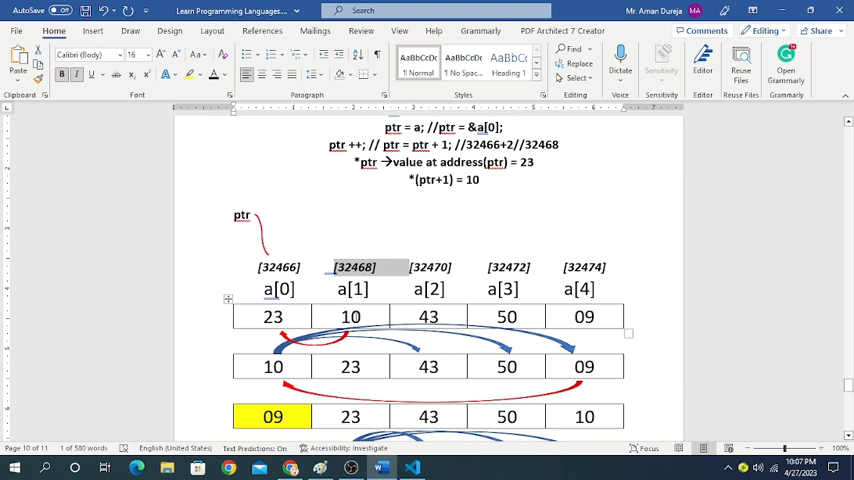 AutoSave Off Learn Programming Languages... Search Mr. Aman Dureja MA
File Home Insert Draw Design Layout References Mailings Review View Help Grammarly PDF Architect 7 Creator Comments Editing Share
Calibri (Body) 16 AaBbCcDc AaBbCcDc AaBbCc Find
Paste Replace Dictate Sensitivity Editor Reuse Files Open Grammarly
B I U ¶ Normal ¶ No Spac... Heading 1 Select
Clipboard Font Paragraph Styles Editing Voice Sensitivity Editor Reuse Files Grammarly
ptr = a; //ptr = &a[0];
ptr ++; // ptr = ptr + 1; //32466+2//32468
*ptr →value at address(ptr) = 23
*(ptr+1) = 10
ptr
[32466] [32468] [32470] [32472] [32474]
a[0] a[1] a[2] a[3] a[4]
23 10 43 50 09
10 23 43 50 09
09 23 43 50 10
Page 10 of 11 1 of 580 words English (United States) Text Predictions: On Accessibility: Investigate Focus 100%
10:07 PM
4/27/2023